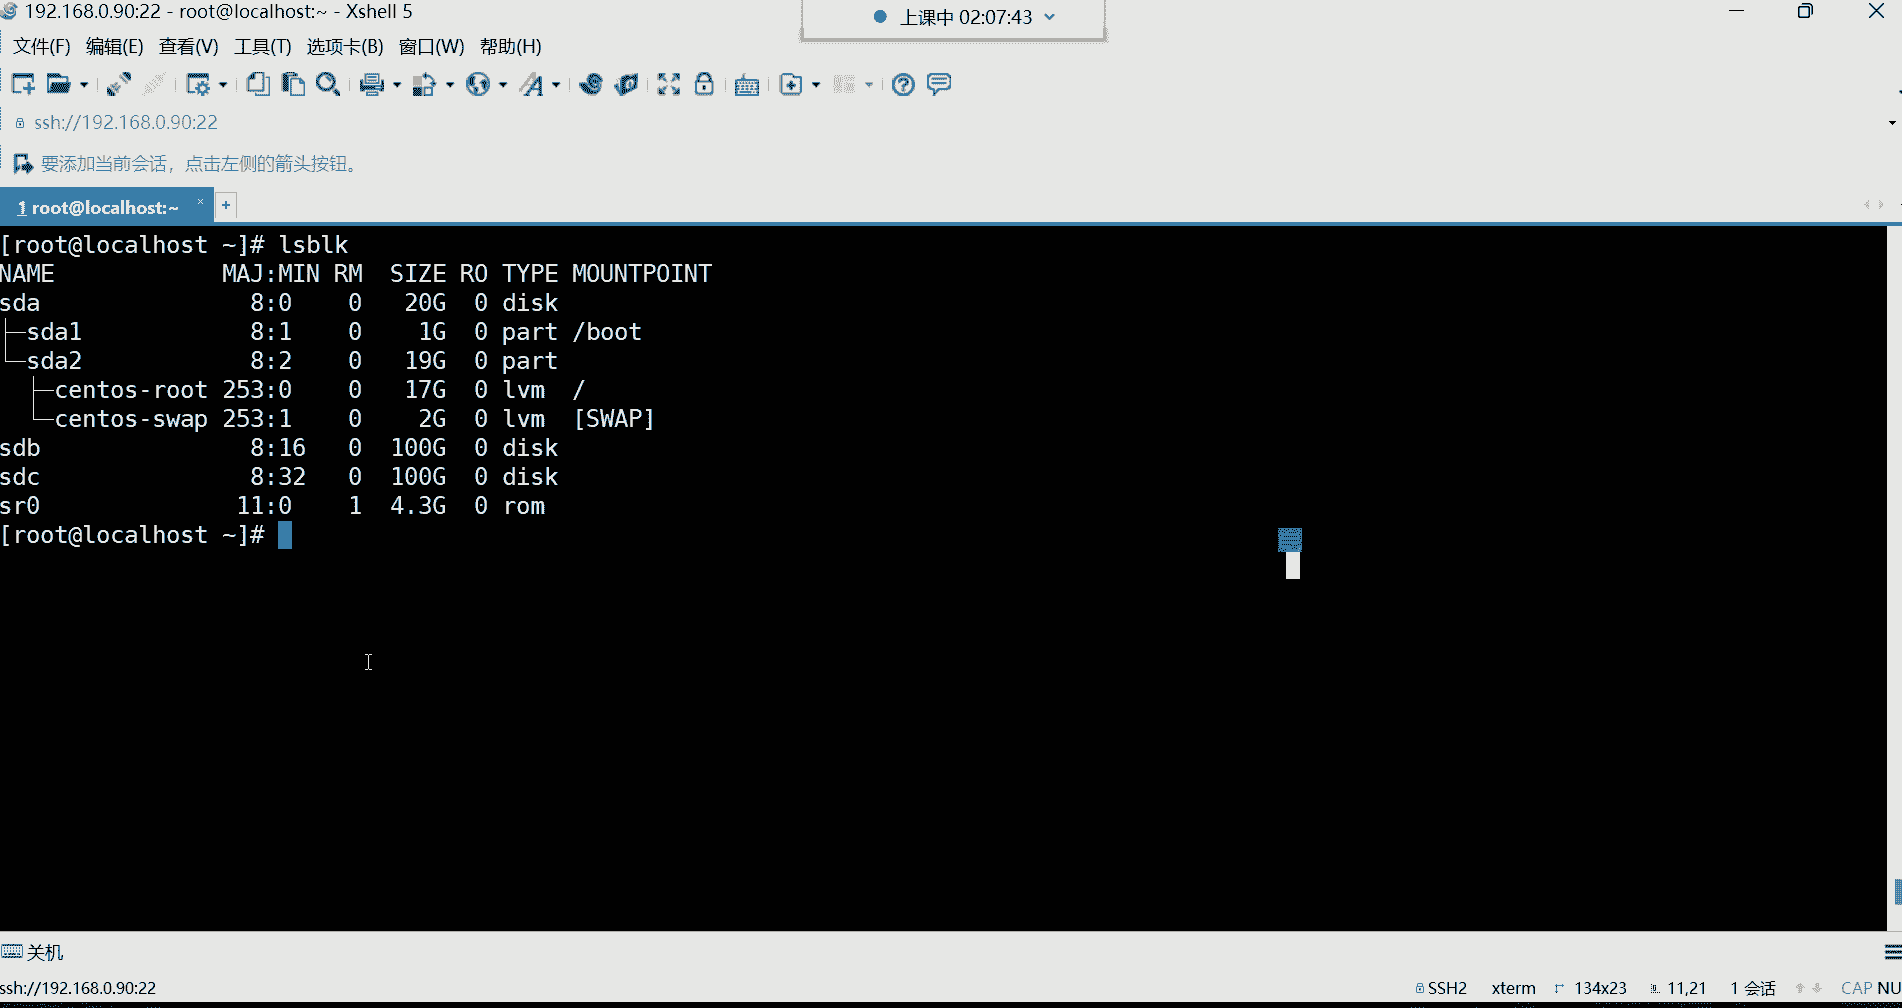 192.168.0.90:22 - root@localhost:~ - Xshell 5
上课中 02:07:43
文件(F) 编辑(E) 查看(V) 工具(T) 选项卡(B) 窗口(W) 帮助(H)
ssh://192.168.0.90:22
要添加当前会话，点击左侧的箭头按钮。
1 root@localhost:~ × +
[root@localhost ~]# lsblk
NAME            MAJ:MIN RM  SIZE RO TYPE MOUNTPOINT
sda               8:0    0   20G  0 disk
├─sda1            8:1    0    1G  0 part /boot
└─sda2            8:2    0   19G  0 part
  ├─centos-root 253:0    0   17G  0 lvm  /
  └─centos-swap 253:1    0    2G  0 lvm  [SWAP]
sdb               8:16   0  100G  0 disk
sdc               8:32   0  100G  0 disk
sr0              11:0    1  4.3G  0 rom
[root@localhost ~]#
关机
ssh://192.168.0.90:22 SSH2 xterm 134x23 11,21 1 会话 CAP NU